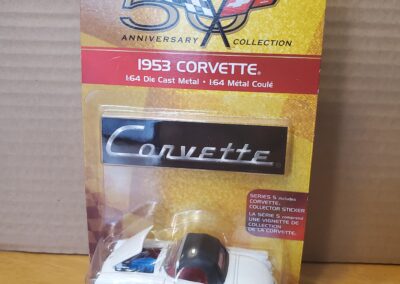 50
ANNIVERSARY COLLECTION
1953 CORVETTE®
1:64 Die Cast Metal • 1:64 Métal Coulé
Corvette
SERIES 5 includes
CORVETTE
COLLECTOR STICKER
LA SÉRIE 5 comprend
UNE VIGNETTE DE
COLLECTION
DE LA CORVETTE.